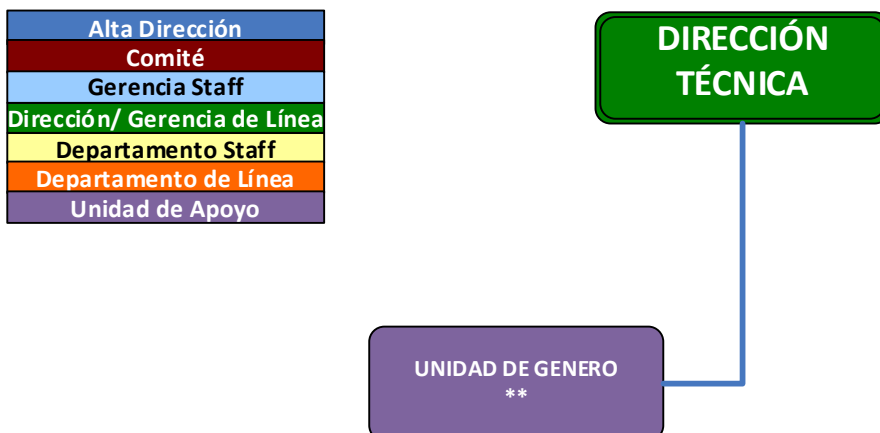 Alta Dirección
Comité
Gerencia Staff
Dirección/ Gerencia de Línea
Departamento Staff
Departamento de Línea
Unidad de Apoyo
DIRECCIÓN
TÉCNICA
UNIDAD DE GENERO
**